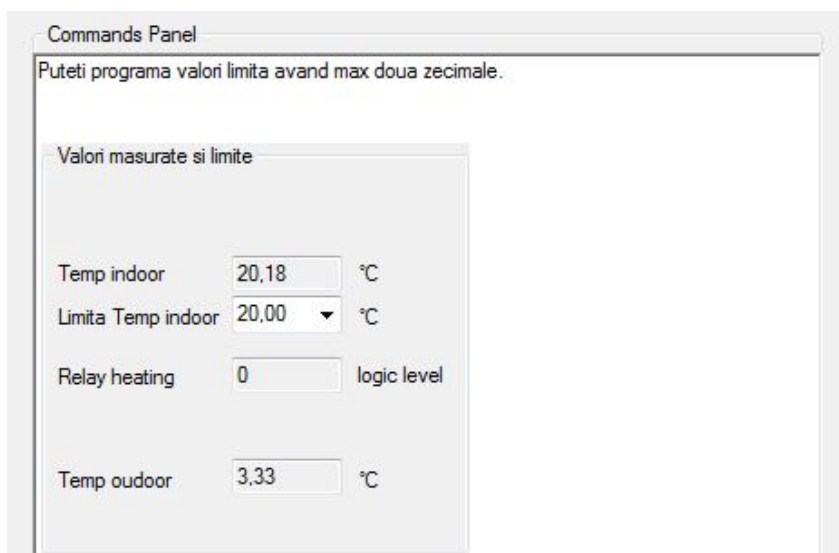 Commands Panel
Puteti programa valori limita avand max doua zecimale.
Valori masurate si limite
Temp indoor 20,18 °C
Limita Temp indoor 20,00 °C
Relay heating 0 logic level
Temp oudoor 3,33 °C